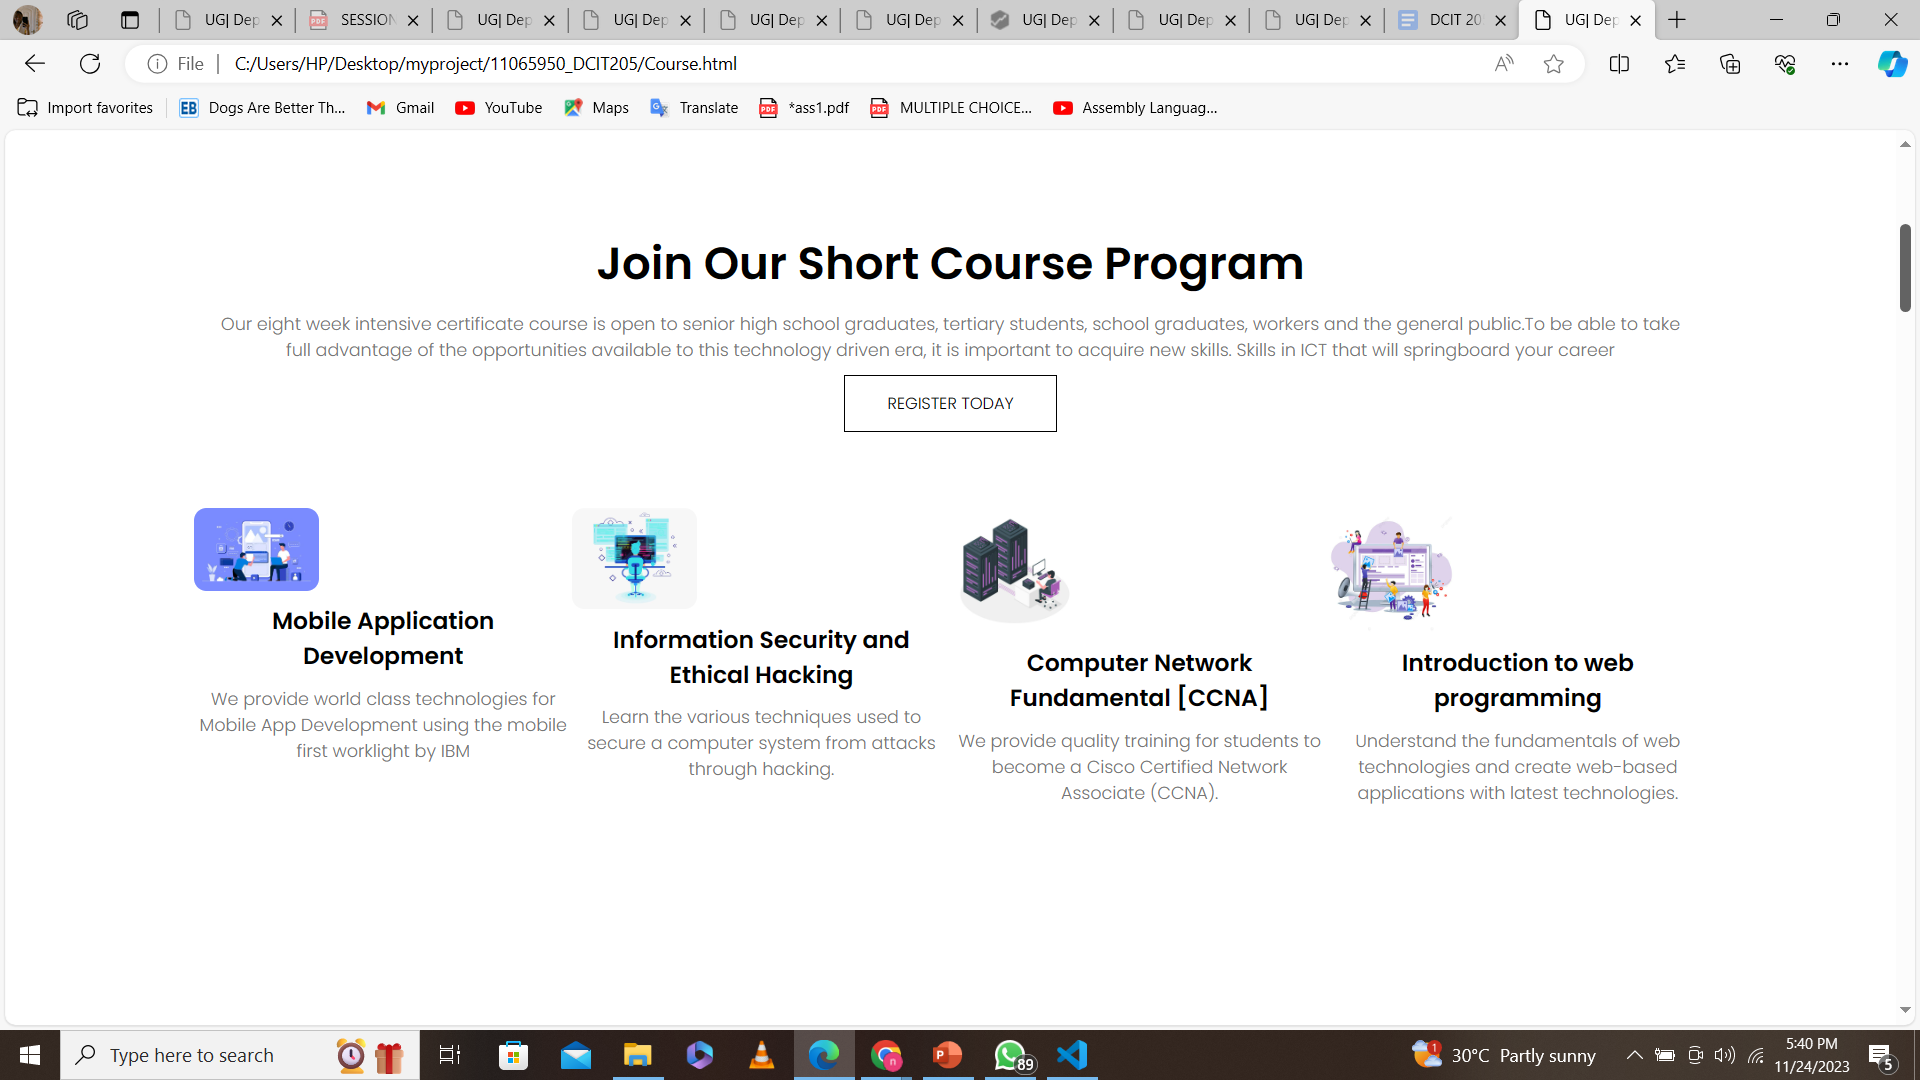 UG| Dep
SESSION
UG| Dep
UG| Dep
UG| Dep
UG| Dep
UG| Dep
UG| Dep
UG| Dep
DCIT 20
UG| Dep
File
C:/Users/HP/Desktop/myproject/11065950_DCIT205/Course.html
Import favorites
EB Dogs Are Better Th...
Gmail
YouTube
Maps
Translate
*ass1.pdf
MULTIPLE CHOICE...
Assembly Languag...
Join Our Short Course Program
Our eight week intensive certificate course is open to senior high school graduates, tertiary students, school graduates, workers and the general public.To be able to take
full advantage of the opportunities available to this technology driven era, it is important to acquire new skills. Skills in ICT that will springboard your career
REGISTER TODAY
Mobile Application
Development
We provide world class technologies for
Mobile App Development using the mobile
first worklight by IBM
Information Security and
Ethical Hacking
Learn the various techniques used to
secure a computer system from attacks
through hacking.
Computer Network
Fundamental [CCNA]
We provide quality training for students to
become a Cisco Certified Network
Associate (CCNA).
Introduction to web
programming
Understand the fundamentals of web
technologies and create web-based
applications with latest technologies.
Type here to search
89
1
30°C Partly sunny
5:40 PM
11/24/2023
5